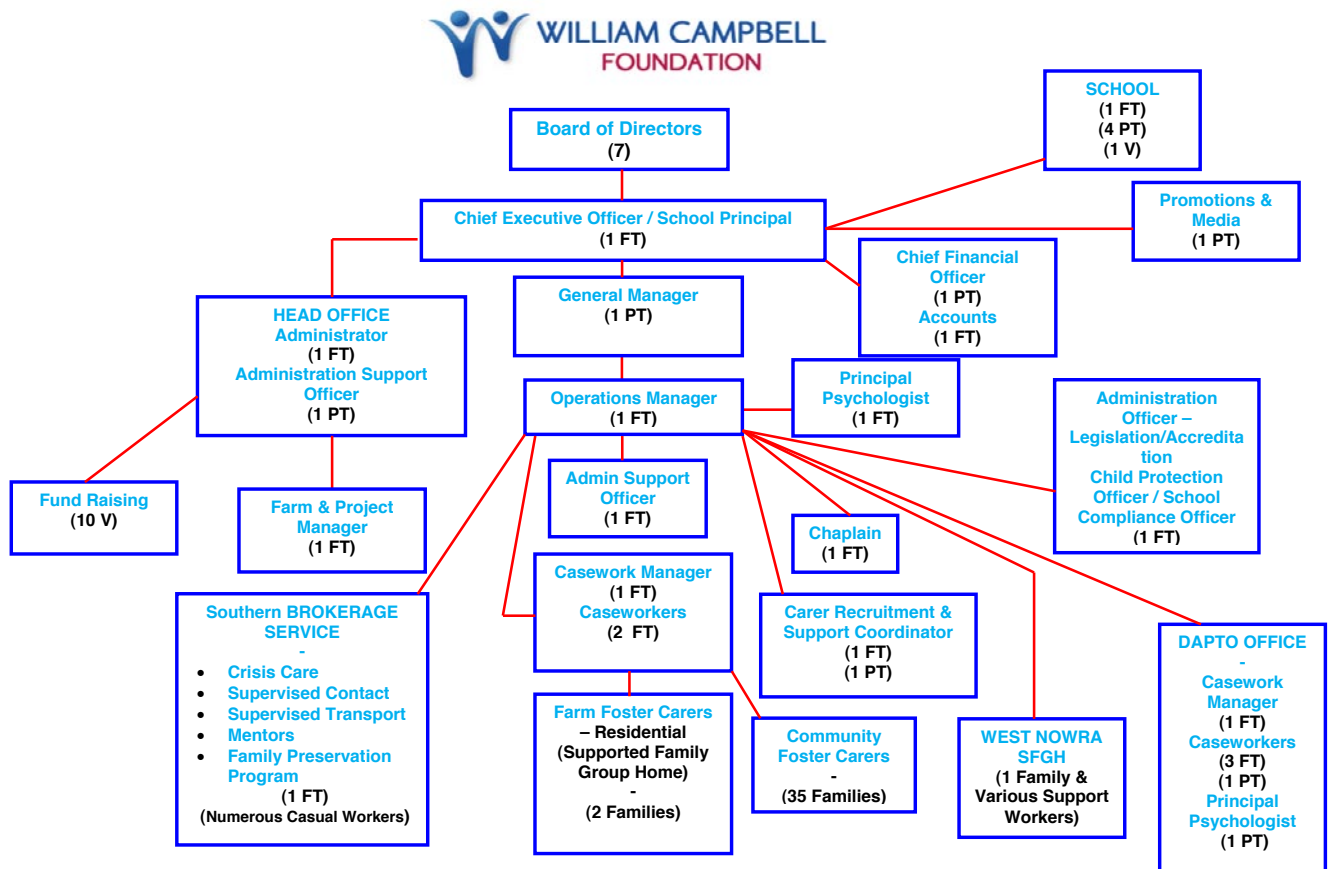 WILLIAM CAMPBELL
FOUNDATION
SCHOOL
(1 FT)
(4 PT)
(1 V)
Board of Directors
(7)
Promotions &
Media
(1 PT)
Chief Executive Officer / School Principal
(1 FT)
Chief Financial
Officer
(1 PT)
Accounts
(1 FT)
General Manager
(1 PT)
HEAD OFFICE
Administrator
(1 FT)
Administration Support
Officer
(1 PT)
Operations Manager
(1 FT)
Principal
Psychologist
(1 FT)
Administration
Officer –
Legislation/Accredita
tion
Child Protection
Officer / School
Compliance Officer
(1 FT)
Fund Raising
(10 V)
Farm & Project
Manager
(1 FT)
Admin Support
Officer
(1 FT)
Chaplain
(1 FT)
Casework Manager
(1 FT)
Caseworkers
(2 FT)
Carer Recruitment &
Support Coordinator
(1 FT)
(1 PT)
Southern BROKERAGE
SERVICE
-
• Crisis Care
• Supervised Contact
• Supervised Transport
• Mentors
• Family Preservation
Program
(1 FT)
(Numerous Casual Workers)
Farm Foster Carers
– Residential
(Supported Family
Group Home)
-
(2 Families)
Community
Foster Carers
-
(35 Families)
WEST NOWRA
SFGH
(1 Family &
Various Support
Workers)
DAPTO OFFICE
-
Casework
Manager
(1 FT)
Caseworkers
(3 FT)
(1 PT)
Principal
Psychologist
(1 PT)